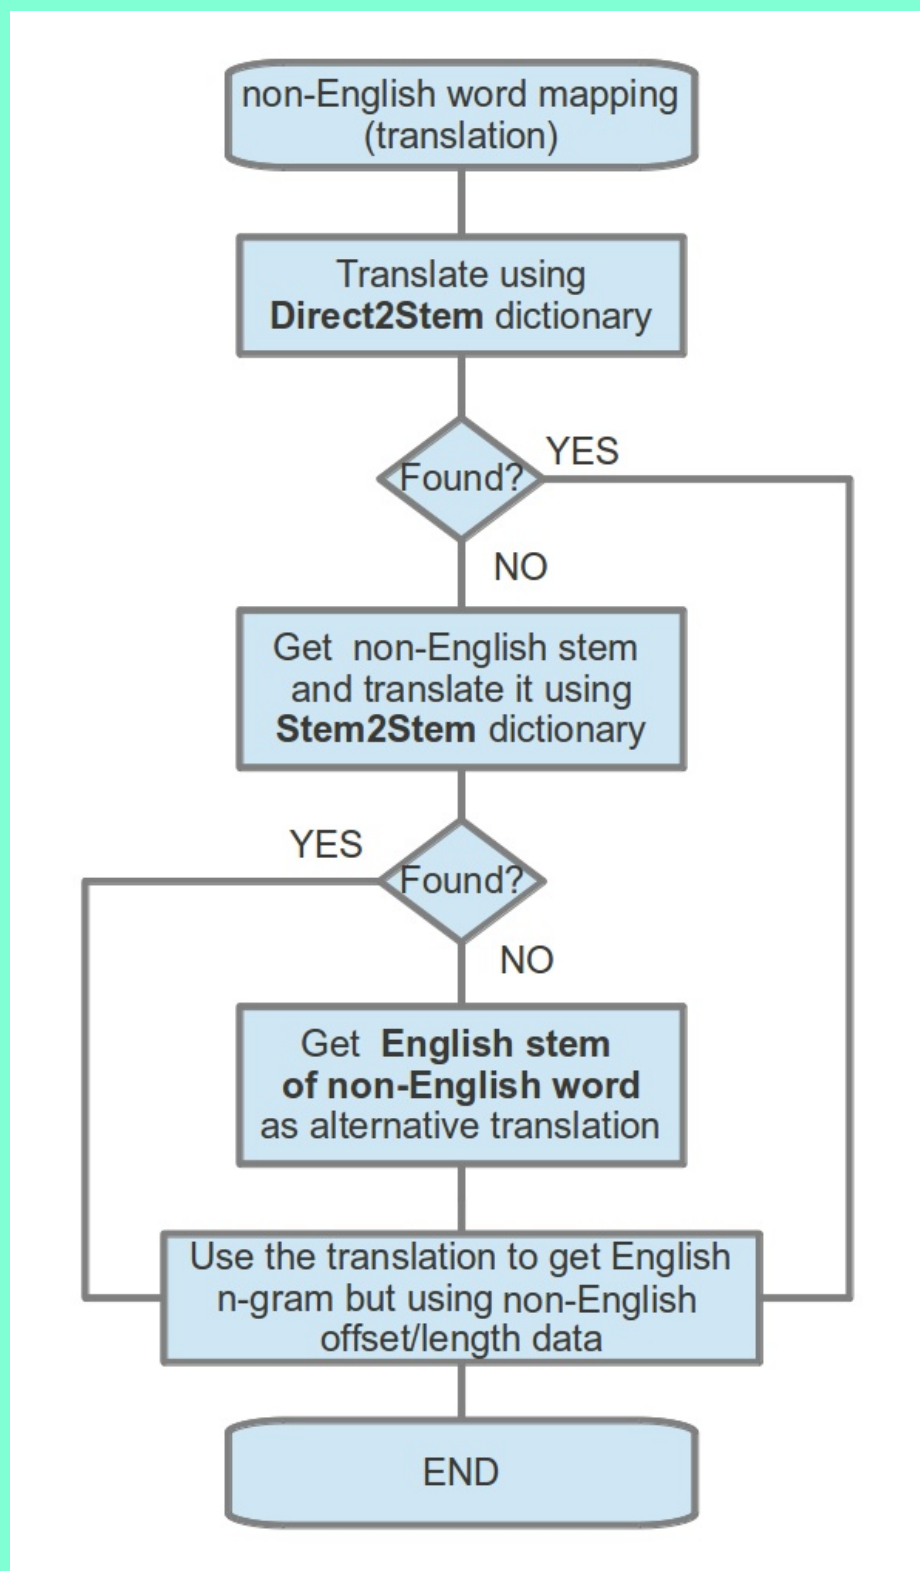 non-English word mapping
(translation)
Translate using
Direct2Stem dictionary
Found?
YES
NO
Get non-English stem
and translate it using
Stem2Stem dictionary
YES
Found?
NO
Get English stem
of non-English word
as alternative translation
Use the translation to get English
n-gram but using non-English
offset/length data
END